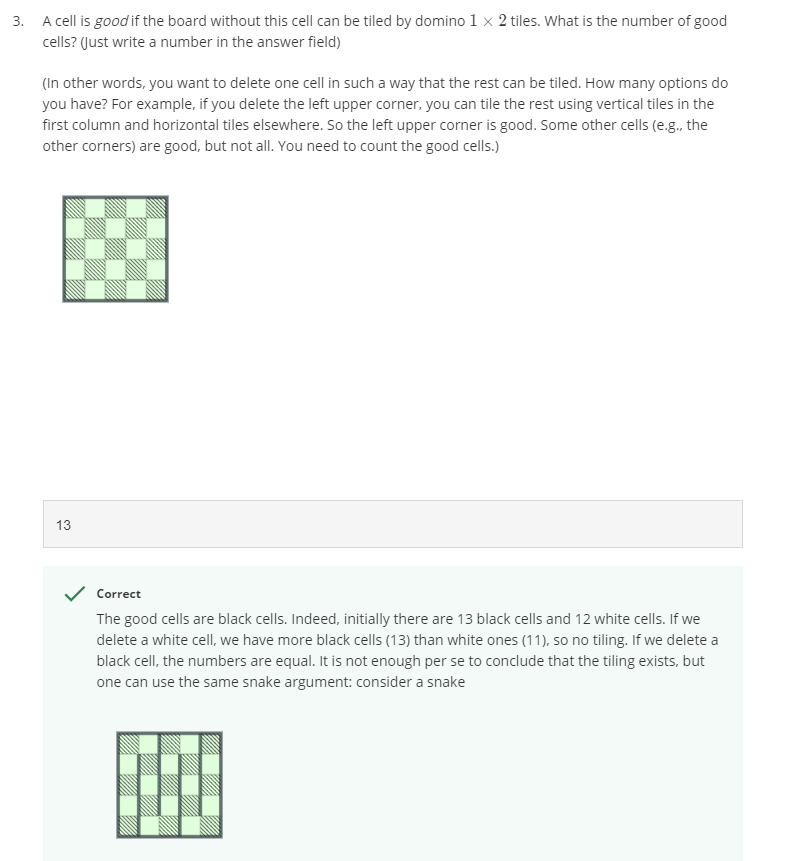 3. A cell is good if the board without this cell can be tiled by domino 1 × 2 tiles. What is the number of good
cells? (Just write a number in the answer field)
(In other words, you want to delete one cell in such a way that the rest can be tiled. How many options do
you have? For example, if you delete the left upper corner, you can tile the rest using vertical tiles in the
first column and horizontal tiles elsewhere. So the left upper corner is good. Some other cells (e.g., the
other corners) are good, but not all. You need to count the good cells.)
13
Correct
The good cells are black cells. Indeed, initially there are 13 black cells and 12 white cells. If we
delete a white cell, we have more black cells (13) than white ones (11), so no tiling. If we delete a
black cell, the numbers are equal. It is not enough per se to conclude that the tiling exists, but
one can use the same snake argument: consider a snake